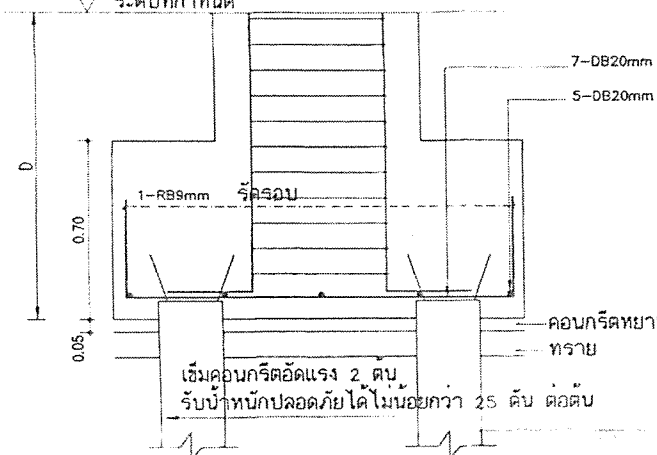 ระดับที่กำหนด
7-DB20mm
5-DB20mm
D
1-RB9mm รัดรอบ
0.70
0.05
คอนกรีตหยา
ทราย
เข็มคอนกรีตอัดแรง 2 ต้น
รับน้ำหนักปลอดภัยได้ไม่น้อยกว่า 25 ตัน ต่อต้น